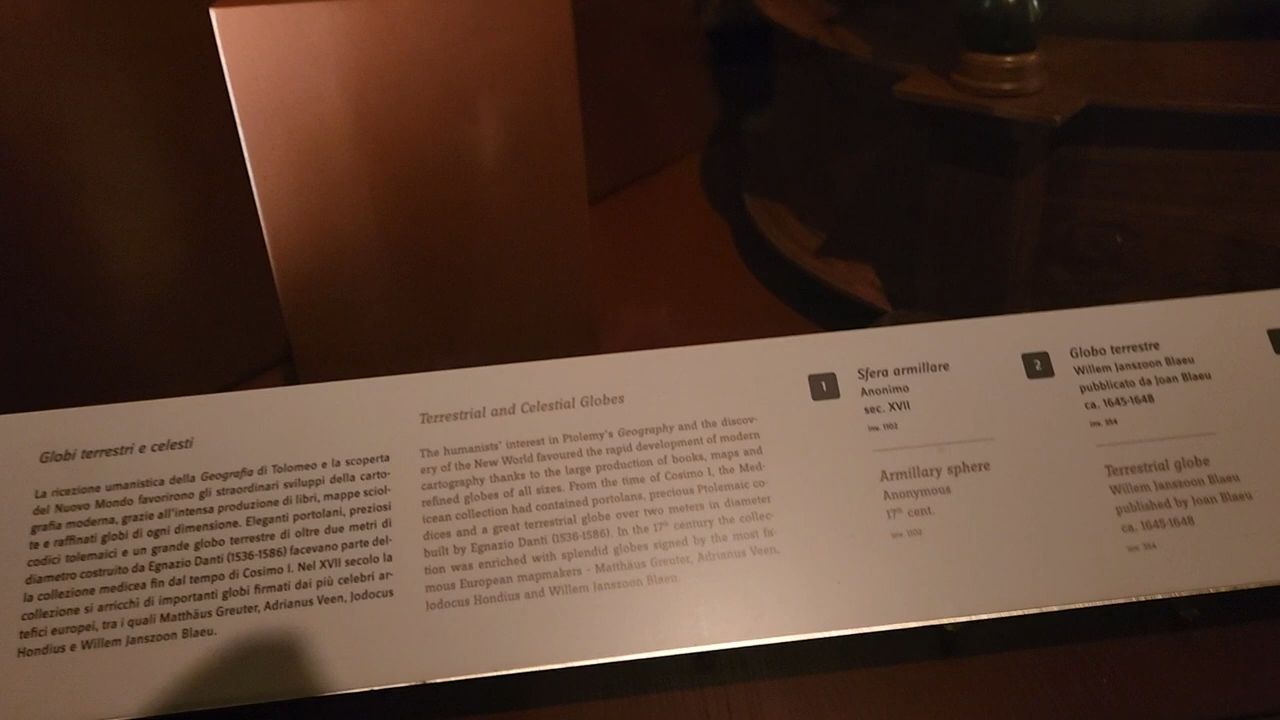 Globi terrestri e celesti
La ricezione umanistica della Geografia di Tolomeo e la scoperta
del Nuovo Mondo favorirono gli straordinari sviluppi della carto-
grafia moderna, grazie all'intensa produzione di libri, mappe sciol-
te e raffinati globi di ogni dimensione. Eleganti portolani, preziosi
codici tolemaici e un grande globo terrestre di oltre due metri di
diametro costruito da Egnazio Danti (1536-1586) facevano parte del-
la collezione medicea fin dal tempo di Cosimo I. Nel XVII secolo la
collezione si arricchì di importanti globi firmati dai più celebri ar-
tefici europei, tra i quali Matthäus Greuter, Adrianus Veen, Jodocus
Hondius e Willem Janszoon Blaeu.
Terrestrial and Celestial Globes
The humanists' interest in Ptolemy's Geography and the discov-
ery of the New World favoured the rapid development of modern
cartography thanks to the large production of books, maps and
refined globes of all sizes. From the time of Cosimo I, the Med-
icean collection had contained portolans, precious Ptolemaic co-
dices and a great terrestrial globe over two meters in diameter
built by Egnazio Danti (1536-1586). In the 17th century the collec-
tion was enriched with splendid globes signed by the most fa-
mous European mapmakers - Matthäus Greuter, Adrianus Veen,
Jodocus Hondius and Willem Janszoon Blaeu.
1
Sfera armillare
Anonimo
sec. XVII
inv.
Armillary sphere
Anonymous
17th cent.
inv.
2
Globo terrestre
Willem Janszoon Blaeu
pubblicato da Joan Blaeu
ca. 1645-1648
inv.
Terrestrial globe
Willem Janszoon Blaeu
published by Joan Blaeu
ca. 1645-1648
inv.